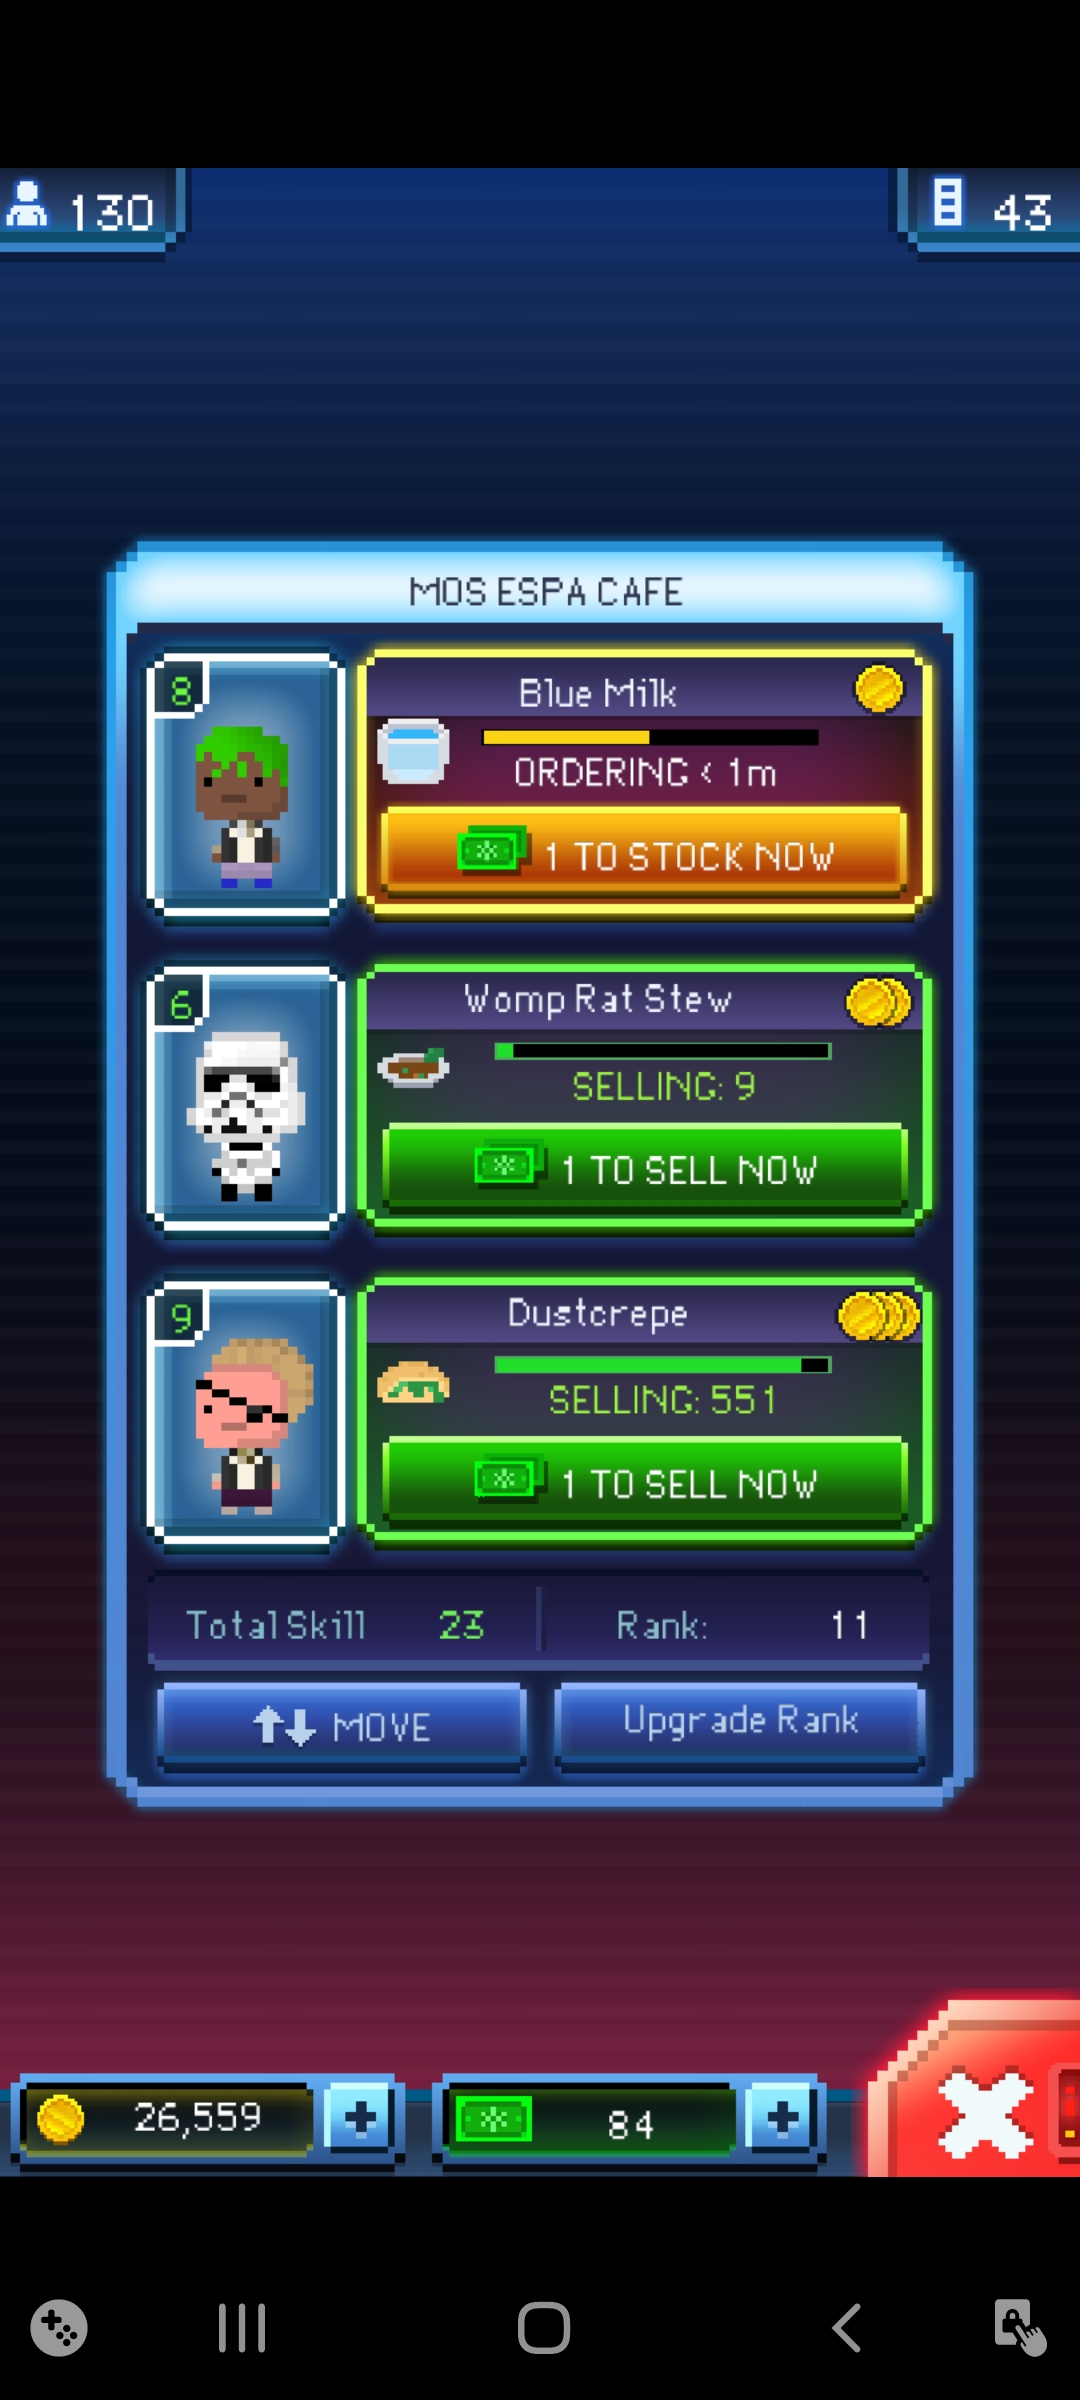 130
43
MOS ESPA CAFE
8
Blue Milk
ORDERING < 1m
1 TO STOCK NOW
6
Womp Rat Stew
SELLING: 9
1 TO SELL NOW
9
Dustcrepe
SELLING: 551
1 TO SELL NOW
Total Skill 23 Rank: 11
MOVE Upgrade Rank
26,559 84